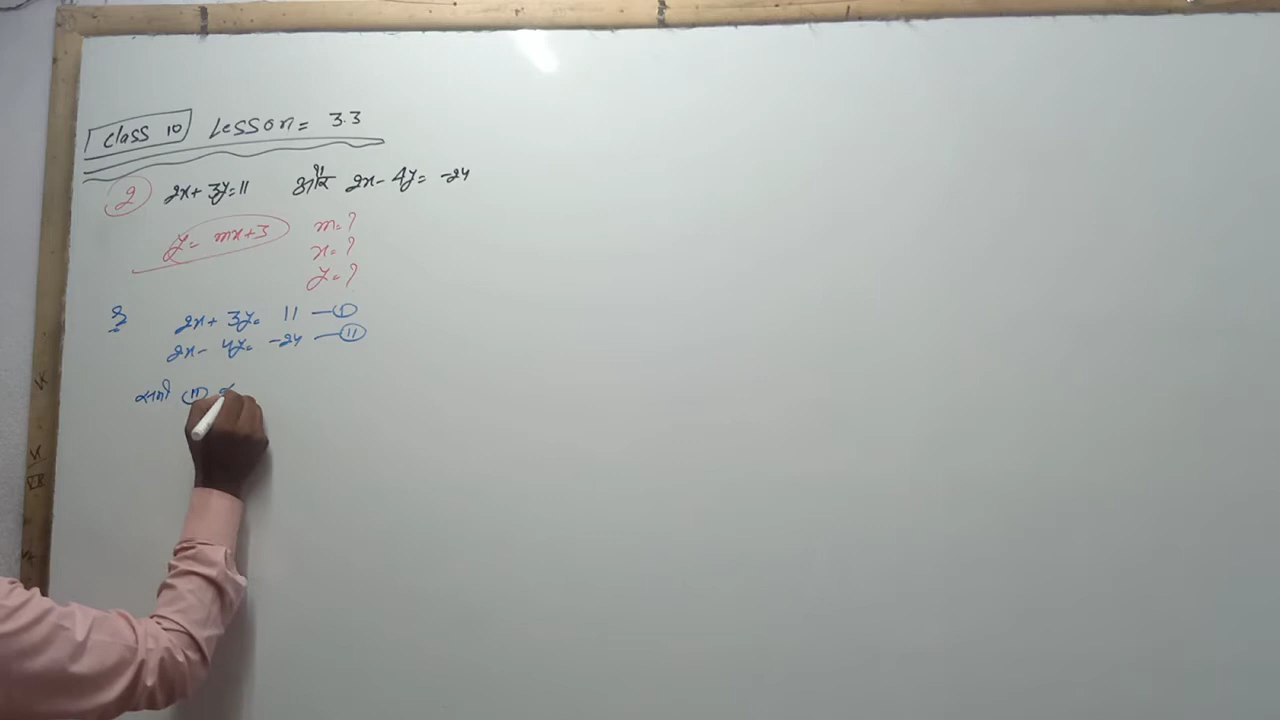 Class 10 Lesson = 3.3
2 2x + 3y = 11 और 2x - 4y = -24
y = mx + 3 m = ?
x = ?
y = ?
2x + 3y = 11 — I
2x - 4y = -24 — II
समी II